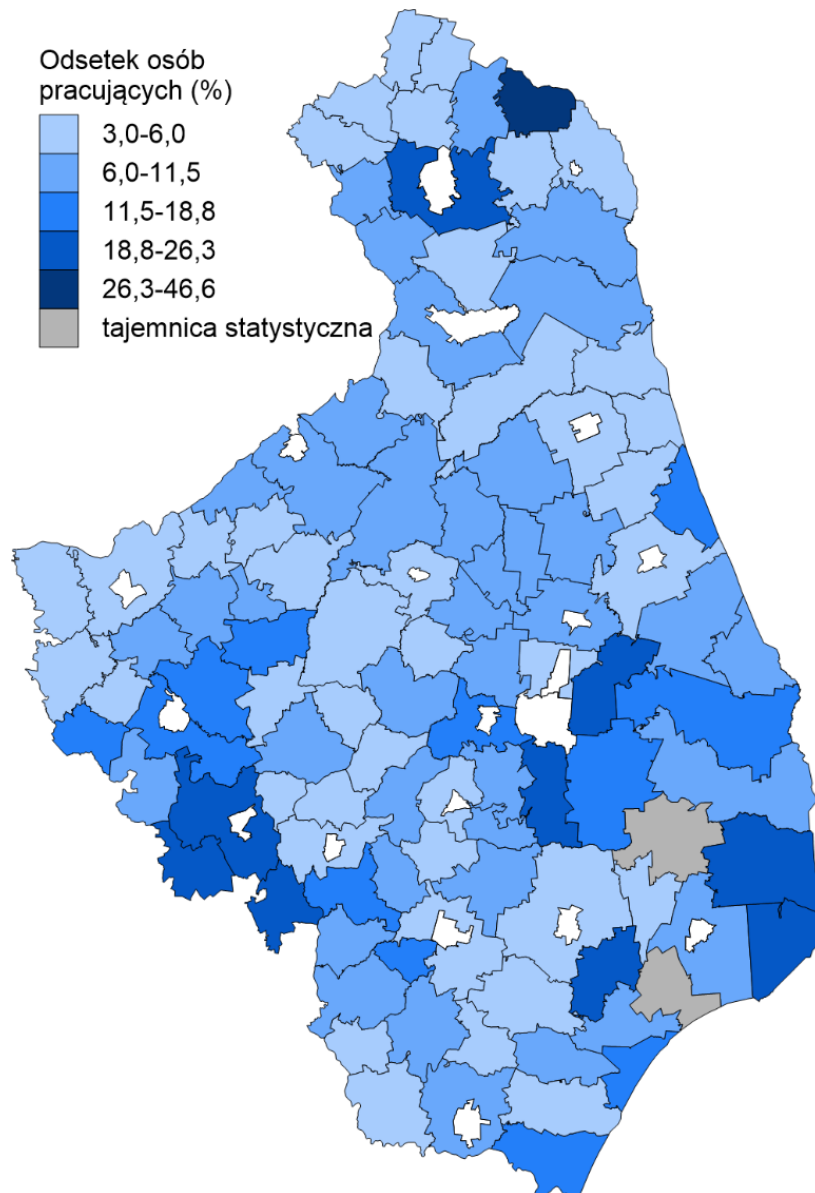 Odsetek osób
pracujących (%)
3,0-6,0
6,0-11,5
11,5-18,8
18,8-26,3
26,3-46,6
tajemnica statystyczna